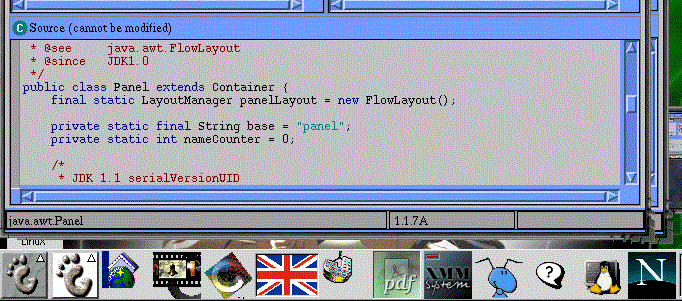 C Source (cannot be modified)
* @see java.awt.FlowLayout
* @since JDK1.0
*/
public class Panel extends Container {
final static LayoutManager panelLayout = new FlowLayout();
private static final String base = "panel";
private static int nameCounter = 0;
/*
* JDK 1.1 serialVersionUID
java.awt.Panel 1.1.7A
Linux
pdf XMM ? N
system